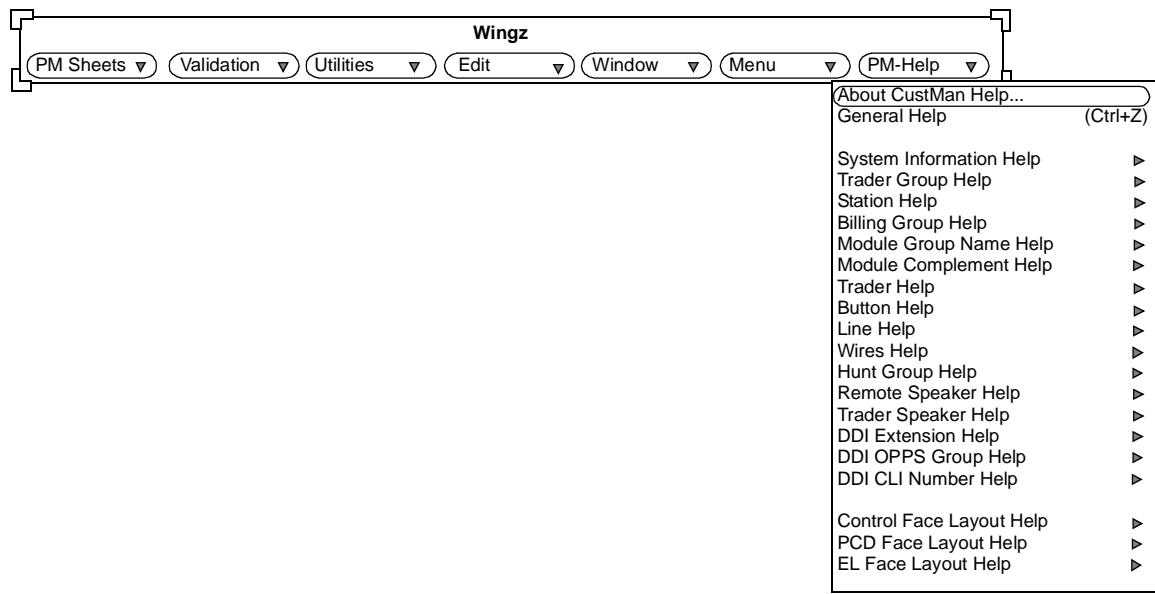 Wingz
PM Sheets Validation Utilities Edit Window Menu PM-Help
About CustMan Help...
General Help (Ctrl+Z)
System Information Help
Trader Group Help
Station Help
Billing Group Help
Module Group Name Help
Module Complement Help
Trader Help
Button Help
Line Help
Wires Help
Hunt Group Help
Remote Speaker Help
Trader Speaker Help
DDI Extension Help
DDI OPPS Group Help
DDI CLI Number Help
Control Face Layout Help
PCD Face Layout Help
EL Face Layout Help